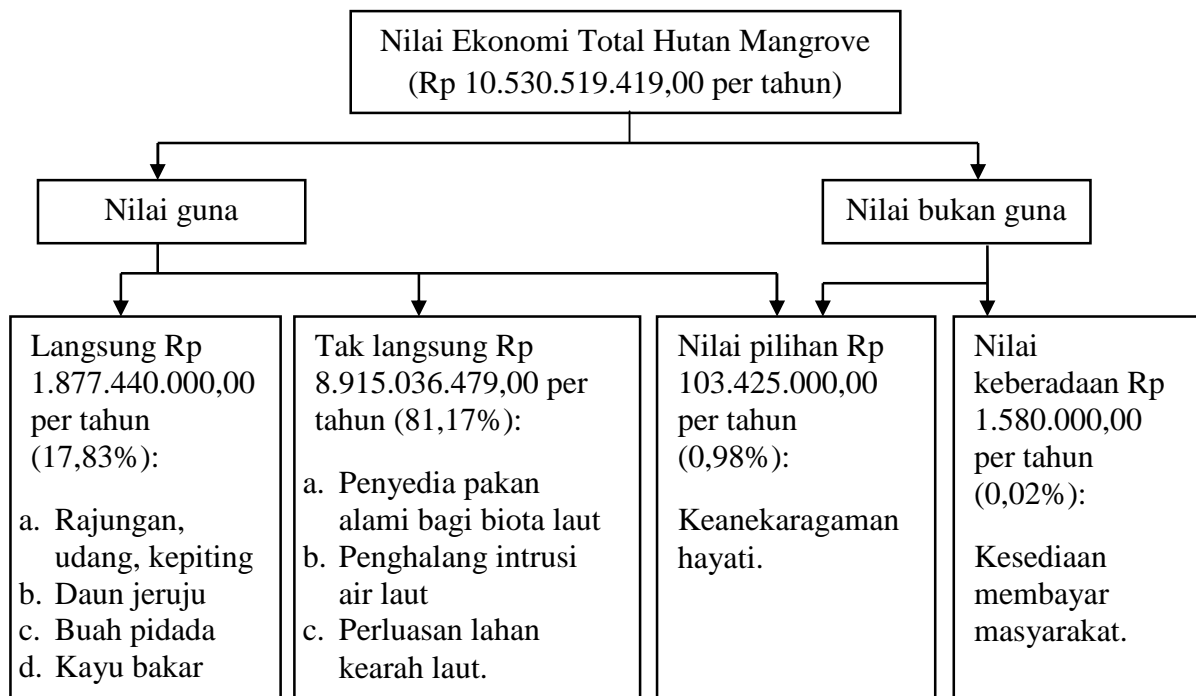 Nilai Ekonomi Total Hutan Mangrove
(Rp 10.530.519.419,00 per tahun)
Nilai guna
Nilai bukan guna
Langsung Rp
1.877.440.000,00
per tahun
(17,83%):
a. Rajungan,
udang, kepiting
b. Daun jeruju
c. Buah pidada
d. Kayu bakar
Tak langsung Rp
8.915.036.479,00 per
tahun (81,17%):
a. Penyedia pakan
alami bagi biota laut
b. Penghalang intrusi
air laut
c. Perluasan lahan
kearah laut.
Nilai pilihan Rp
103.425.000,00
per tahun
(0,98%):
Keanekaragaman
hayati.
Nilai
keberadaan Rp
1.580.000,00
per tahun
(0,02%):
Kesediaan
membayar
masyarakat.